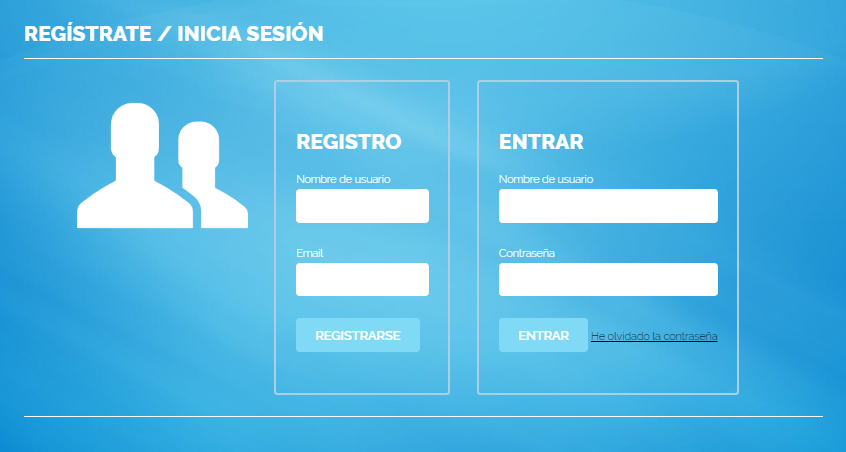 REGÍSTRATE / INICIA SESIÓN
REGISTRO
Nombre de usuario
Email
REGISTRARSE
ENTRAR
Nombre de usuario
Contraseña
ENTRAR He olvidado la contraseña